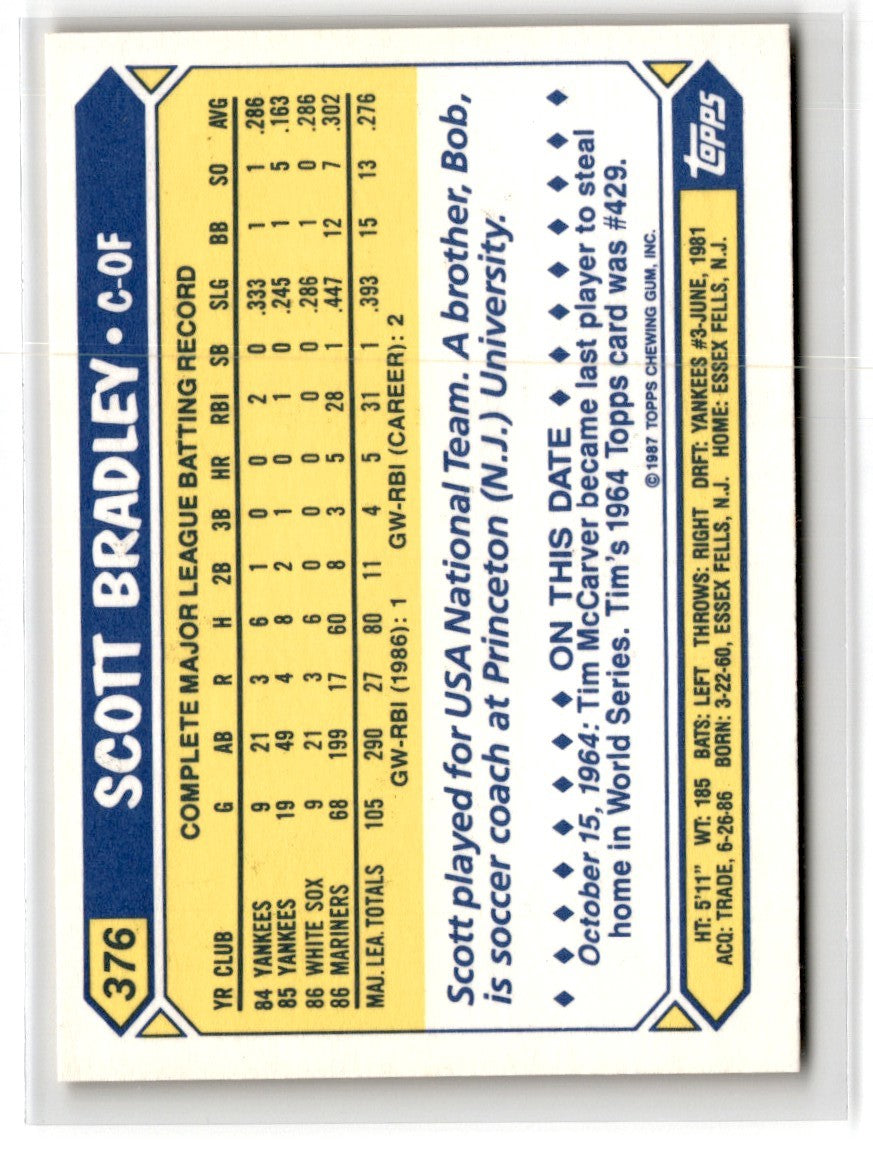 376 SCOTT BRADLEY • C-OF
COMPLETE MAJOR LEAGUE BATTING RECORD
YR CLUB G AB R H 2B 3B HR RBI SB SLG BB SO AVG
84 YANKEES 9 21 3 6 1 0 0 2 0 .333 1 1 .286
85 YANKEES 19 49 4 8 2 1 0 1 0 .245 1 5 .163
86 WHITE SOX 9 21 3 6 0 0 0 0 0 .286 1 0 .286
86 MARINERS 68 199 17 60 8 3 5 28 1 .447 12 7 .302
MAJ. LEA. TOTALS 105 290 27 80 11 4 5 31 1 .393 15 13 .276
GW-RBI (1986): 1 GW-RBI (CAREER): 2
Scott played for USA National Team. A brother, Bob,
is soccer coach at Princeton (N.J.) University.
ON THIS DATE
October 15, 1964: Tim McCarver became last player to steal
home in World Series. Tim's 1964 Topps card was #429.
©1987 TOPPS CHEWING GUM, INC.
HT: 5'11" WT: 185 BATS: LEFT THROWS: RIGHT DRFT: YANKEES #3-JUNE, 1981
ACQ: TRADE, 6-26-86 BORN: 3-22-60, ESSEX FELLS, N.J. HOME: ESSEX FELLS, N.J.
TOPPS